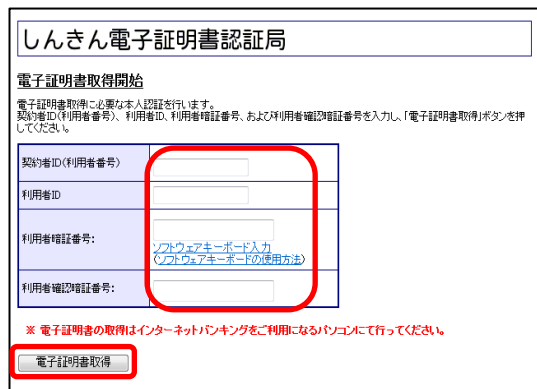 しんきん電子証明書認証局
電子証明書取得開始
電子証明書取得に必要な本人認証を行います。
契約者ID(利用者番号)、利用者ID、利用者暗証番号、および利用者確認暗証番号を入力し、「電子証明書取得」ボタンを押
してください。
契約者ID(利用者番号)
利用者ID
利用者暗証番号:
ソフトウェアキーボード入力
(ソフトウェアキーボードの使用方法)
利用者確認暗証番号:
※ 電子証明書の取得はインターネットバンキングをご利用になるパソコンにて行ってください。
電子証明書取得